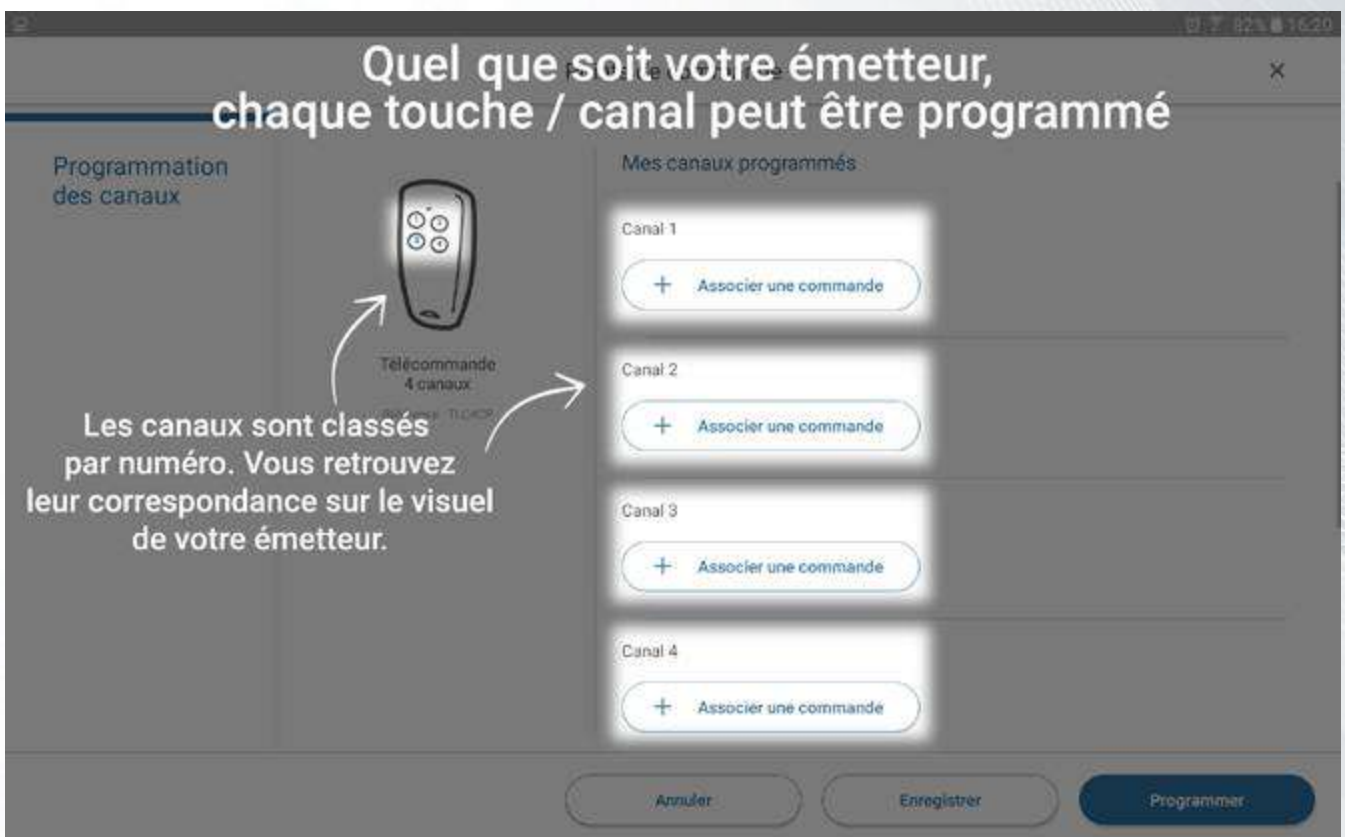 82% 16:20
Quel que soit votre émetteur,
chaque touche / canal peut être programmé
Programmation
des canaux
Télécommande
4 canaux
Les canaux sont classés
par numéro. Vous retrouvez
leur correspondance sur le visuel
de votre émetteur.
Mes canaux programmés
Canal 1
+ Associer une commande
Canal 2
+ Associer une commande
Canal 3
+ Associer une commande
Canal 4
+ Associer une commande
Annuler
Enregistrer
Programmer